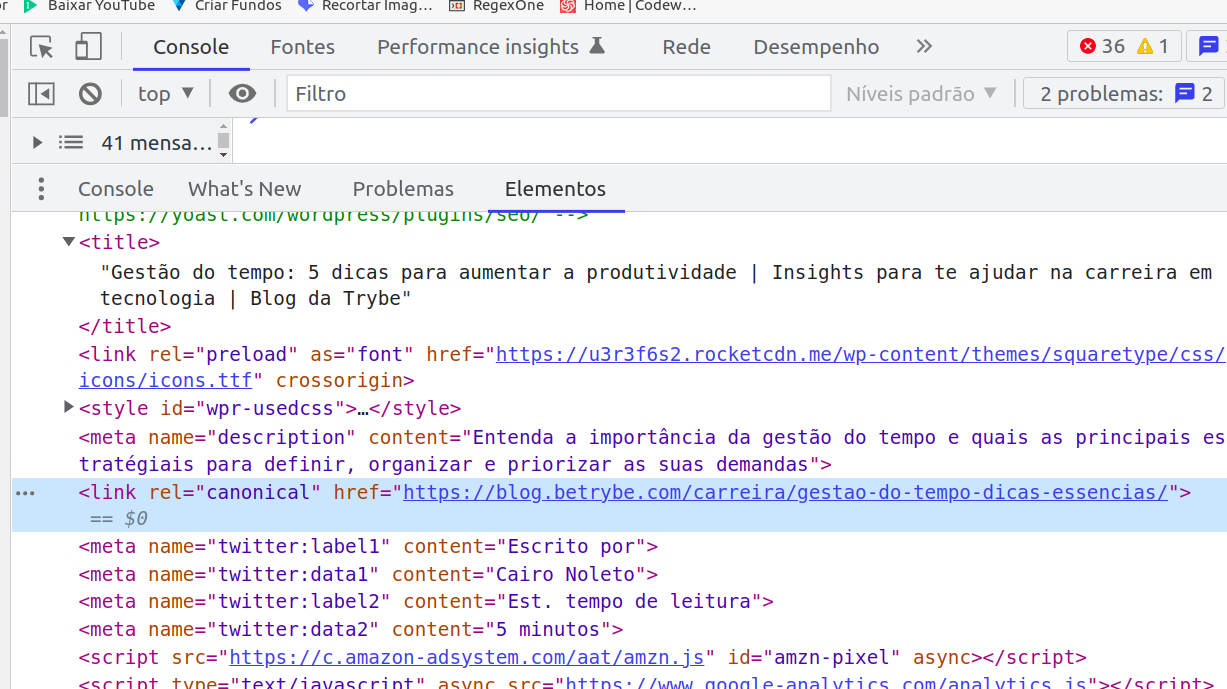 or Baixar YouTube Criar Fundos Recortar Imag... RegexOne Home | Codew...
Console Fontes Performance insights Rede Desempenho 36 1
top Filtro Níveis padrão 2 problemas: 2
41 mensa...
Console What's New Problemas Elementos
https://yoast.com/wordpress/plugins/seo/ -->
<title>
"Gestão do tempo: 5 dicas para aumentar a produtividade | Insights para te ajudar na carreira em
tecnologia | Blog da Trybe"
</title>
<link rel="preload" as="font" href="https://u3r3f6s2.rocketcdn.me/wp-content/themes/squaretype/css/
icons/icons.ttf" crossorigin>
<style id="wpr-usedcss">…</style>
<meta name="description" content="Entenda a importância da gestão do tempo e quais as principais es
tratégiais para definir, organizar e priorizar as suas demandas">
<link rel="canonical" href="https://blog.betrybe.com/carreira/gestao-do-tempo-dicas-essencias/">
== $0
<meta name="twitter:label1" content="Escrito por">
<meta name="twitter:data1" content="Cairo Noleto">
<meta name="twitter:label2" content="Est. tempo de leitura">
<meta name="twitter:data2" content="5 minutos">
<script src="https://c.amazon-adsystem.com/aat/amzn.js" id="amzn-pixel" async></script>
<script type="text/javascript" async src="https://www.google-analytics.com/analytics.js"></script>